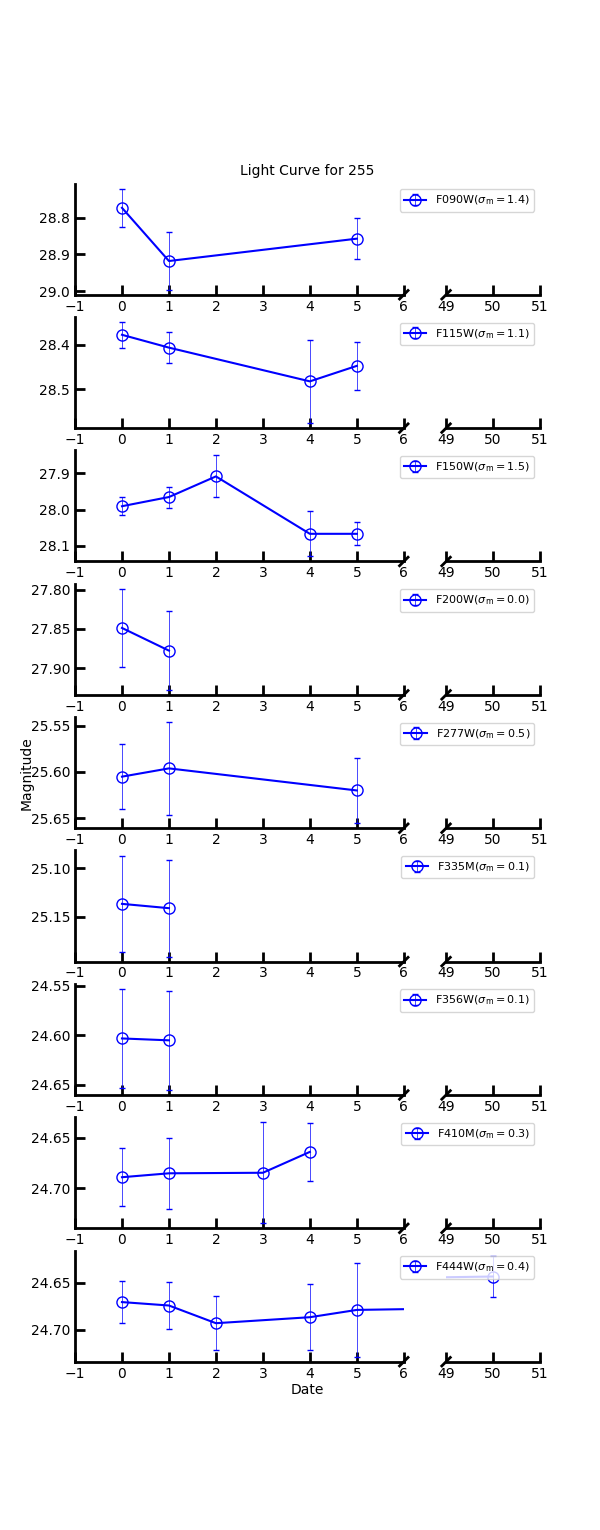 Light Curve for 255
F090W(σm = 1.4)
28.8
28.9
29.0
−1 0 1 2 3 4 5 6 49 50 51
F115W(σm = 1.1)
28.4
28.5
−1 0 1 2 3 4 5 6 49 50 51
F150W(σm = 1.5)
27.9
28.0
28.1
−1 0 1 2 3 4 5 6 49 50 51
F200W(σm = 0.0)
27.80
27.85
27.90
−1 0 1 2 3 4 5 6 49 50 51
F277W(σm = 0.5)
25.55
25.60
25.65
Magnitude
−1 0 1 2 3 4 5 6 49 50 51
F335M(σm = 0.1)
25.10
25.15
−1 0 1 2 3 4 5 6 49 50 51
F356W(σm = 0.1)
24.55
24.60
24.65
−1 0 1 2 3 4 5 6 49 50 51
F410M(σm = 0.3)
24.65
24.70
−1 0 1 2 3 4 5 6 49 50 51
F444W(σm = 0.4)
24.65
24.70
−1 0 1 2 3 4 5 6 49 50 51
Date